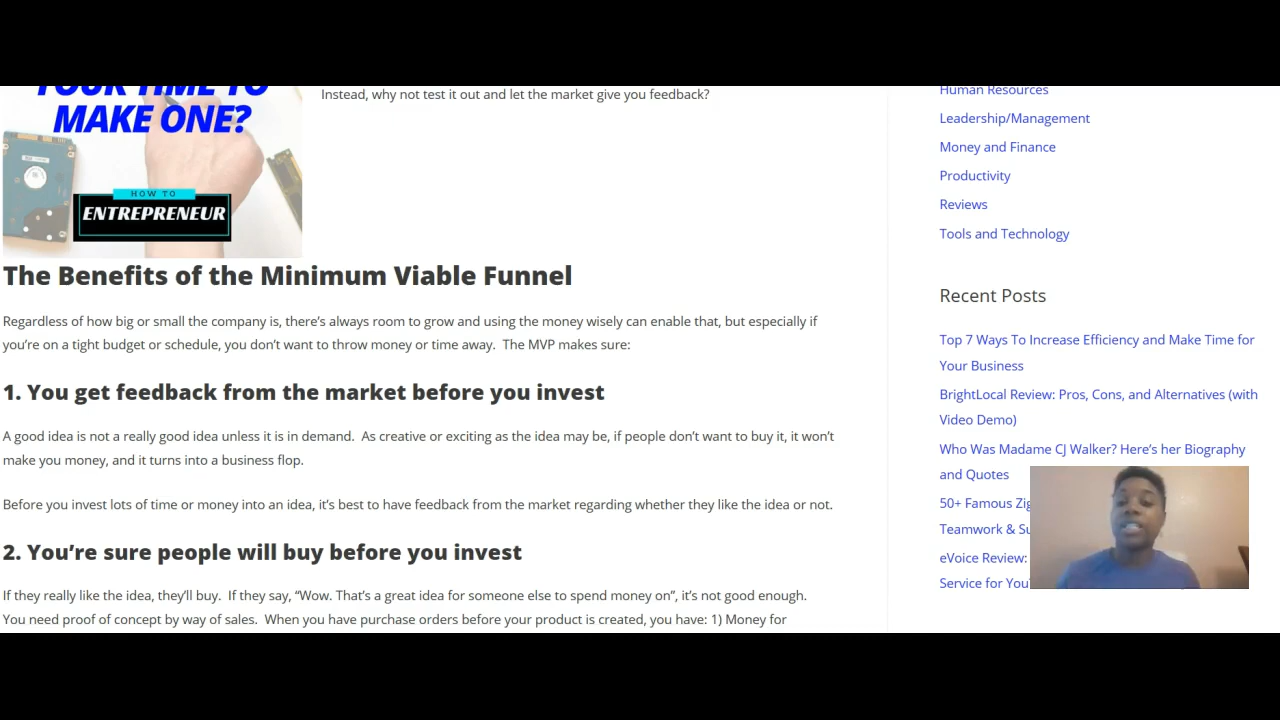 YOUR TIME TO
MAKE ONE?
HOW TO
ENTREPRENEUR
Instead, why not test it out and let the market give you feedback?
The Benefits of the Minimum Viable Funnel
Regardless of how big or small the company is, there’s always room to grow and using the money wisely can enable that, but especially if
you’re on a tight budget or schedule, you don’t want to throw money or time away.  The MVP makes sure:
1. You get feedback from the market before you invest
A good idea is not a really good idea unless it is in demand.  As creative or exciting as the idea may be, if people don’t want to buy it, it won’t
make you money, and it turns into a business flop.
Before you invest lots of time or money into an idea, it’s best to have feedback from the market regarding whether they like the idea or not.
2. You’re sure people will buy before you invest
If they really like the idea, they’ll buy.  If they say, “Wow. That’s a great idea for someone else to spend money on”, it’s not good enough.
You need proof of concept by way of sales.  When you have purchase orders before your product is created, you have: 1) Money for
Human Resources
Leadership/Management
Money and Finance
Productivity
Reviews
Tools and Technology
Recent Posts
Top 7 Ways To Increase Efficiency and Make Time for
Your Business
BrightLocal Review: Pros, Cons, and Alternatives (with
Video Demo)
Who Was Madame CJ Walker? Here’s her Biography
and Quotes
50+ Famous Zig
Teamwork & Su
eVoice Review:
Service for You